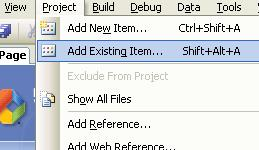 Project Build Debug Data Tools
Add New Item... Ctrl+Shift+A
Page
Add Existing Item... Shift+Alt+A
Exclude From Project
Show All Files
Add Reference...
Add Web Reference...